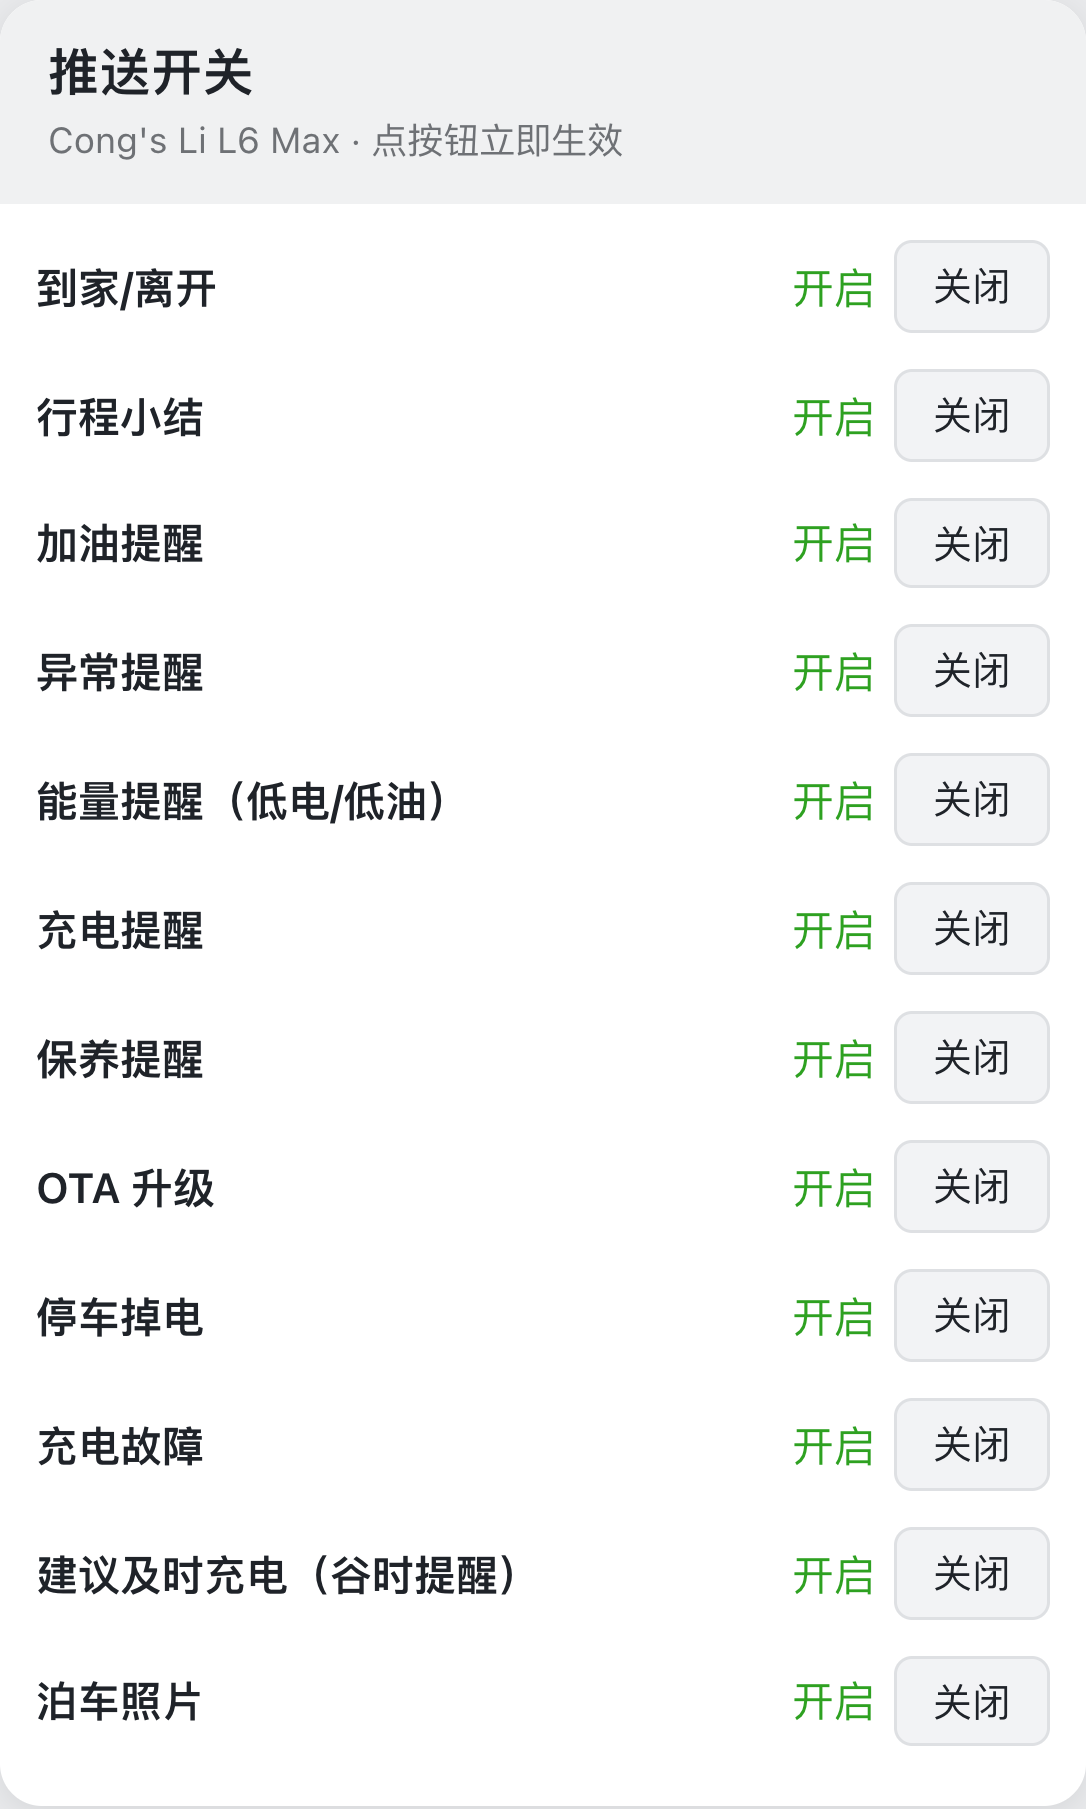 推送开关
Cong's Li L6 Max · 点按钮立即生效
到家/离开 开启 关闭
行程小结 开启 关闭
加油提醒 开启 关闭
异常提醒 开启 关闭
能量提醒（低电/低油） 开启 关闭
充电提醒 开启 关闭
保养提醒 开启 关闭
OTA 升级 开启 关闭
停车掉电 开启 关闭
充电故障 开启 关闭
建议及时充电（谷时提醒） 开启 关闭
泊车照片 开启 关闭